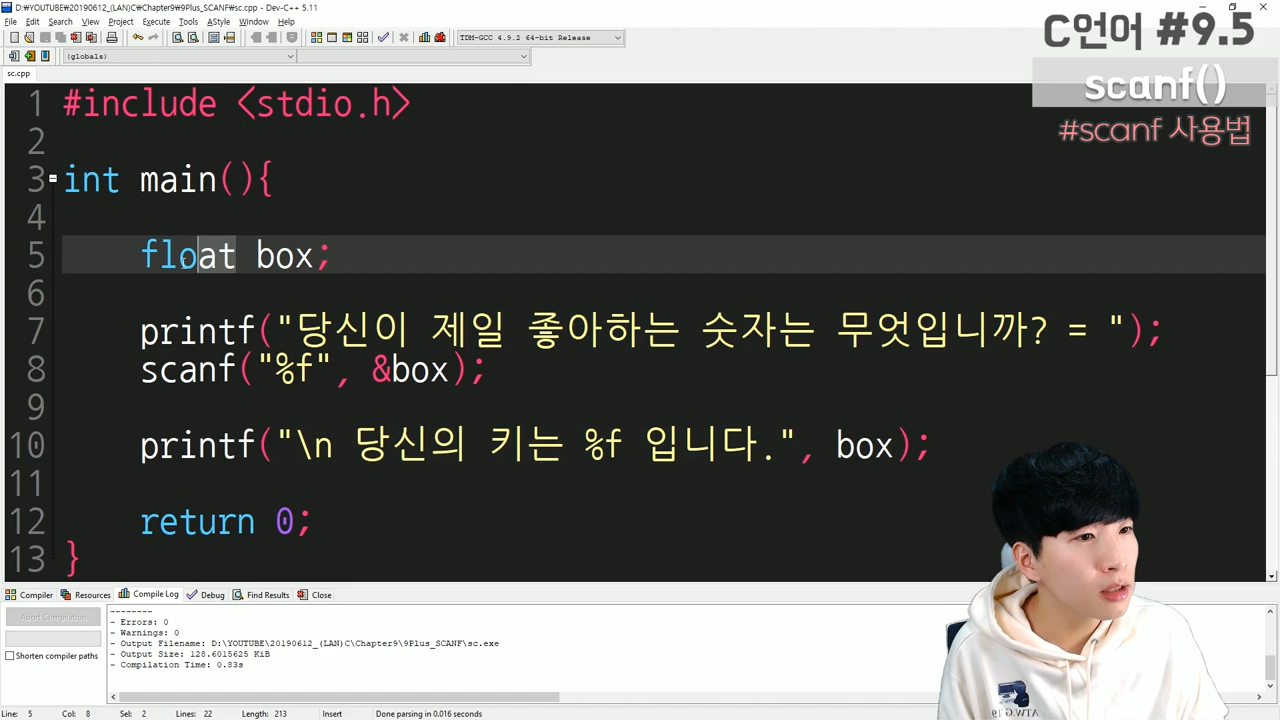 D:\YOUTUBE\20190612_(LAN)C\Chapter9\9Plus_SCANF\sc.cpp - Dev-C++ 5.11
File Edit Search View Project Execute Tools AStyle Window Help
TDM-GCC 4.9.2 64-bit Release
(globals)
sc.cpp
C언어 #9.5
scanf()
#scanf 사용법
1 #include <stdio.h>
2
3 int main(){
4
5 float box;
6
7 printf("당신이 제일 좋아하는 숫자는 무엇입니까? = ");
8 scanf("%f", &box);
9
10 printf("\n 당신의 키는 %f 입니다.", box);
11
12 return 0;
13 }
Compiler Resources Compile Log Debug Find Results Close
Abort Compilation
Shorten compiler paths
--------
- Errors: 0
- Warnings: 0
- Output Filename: D:\YOUTUBE\20190612_(LAN)C\Chapter9\9Plus_SCANF\sc.exe
- Output Size: 128.6015625 KiB
- Compilation Time: 0.83s
Line: 5 Col: 8 Sel: 2 Lines: 22 Length: 213 Insert Done parsing in 0.016 seconds
ATW.G'19